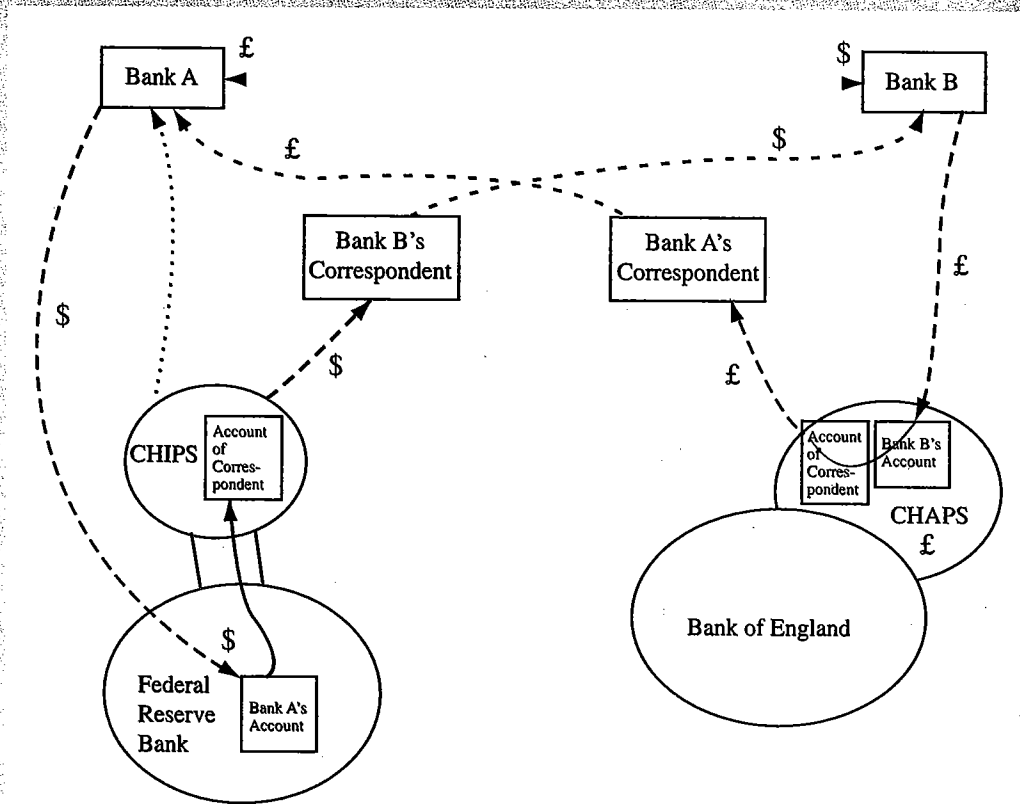 £
Bank A
$
Bank B
£
$
Bank B's
Correspondent
Bank A's
Correspondent
$
£
$
£
CHIPS
Account
of
Corres-
pondent
Account
of
Corres-
pondent
Bank B's
Account
CHAPS
£
$
Federal
Reserve
Bank
Bank A's
Account
Bank of England